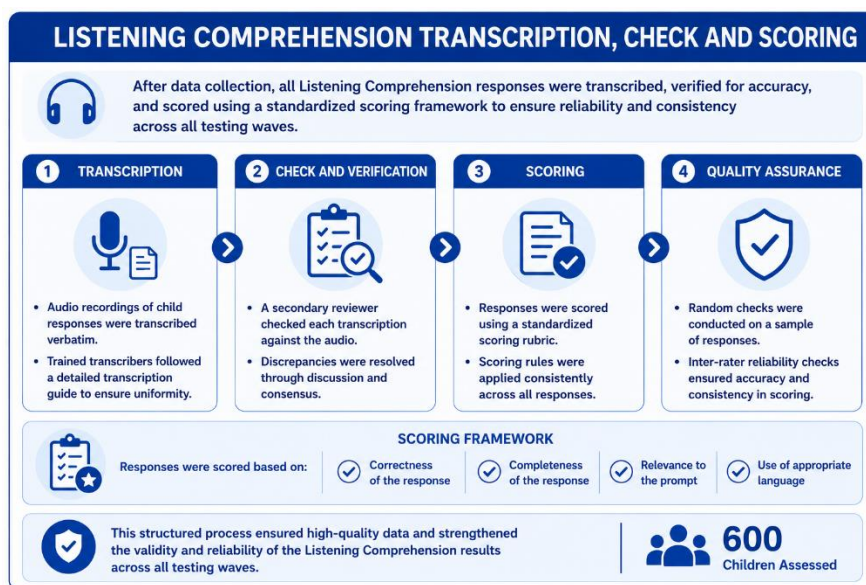 LISTENING COMPREHENSION TRANSCRIPTION, CHECK AND SCORING
After data collection, all Listening Comprehension responses were transcribed, verified for accuracy,
and scored using a standardized scoring framework to ensure reliability and consistency
across all testing waves.
1 TRANSCRIPTION
• Audio recordings of child
responses were transcribed
verbatim.
• Trained transcribers followed
a detailed transcription
guide to ensure uniformity.
2 CHECK AND VERIFICATION
• A secondary reviewer
checked each transcription
against the audio.
• Discrepancies were resolved
through discussion and
consensus.
3 SCORING
• Responses were scored
using a standardized
scoring rubric.
• Scoring rules were
applied consistently
across all responses.
4 QUALITY ASSURANCE
• Random checks were
conducted on a sample
of responses.
• Inter-rater reliability checks
ensured accuracy and
consistency in scoring.
SCORING FRAMEWORK
Responses were scored based on:
Correctness
of the response
Completeness
of the response
Relevance to
the prompt
Use of appropriate
language
This structured process ensured high-quality data and strengthened
the validity and reliability of the Listening Comprehension results
across all testing waves.
600
Children Assessed